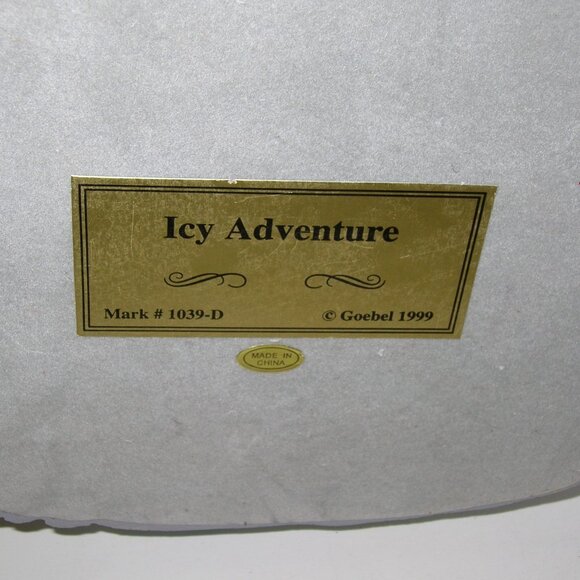 Icy Adventure
Mark # 1039-D © Goebel 1999
MADE IN
CHINA